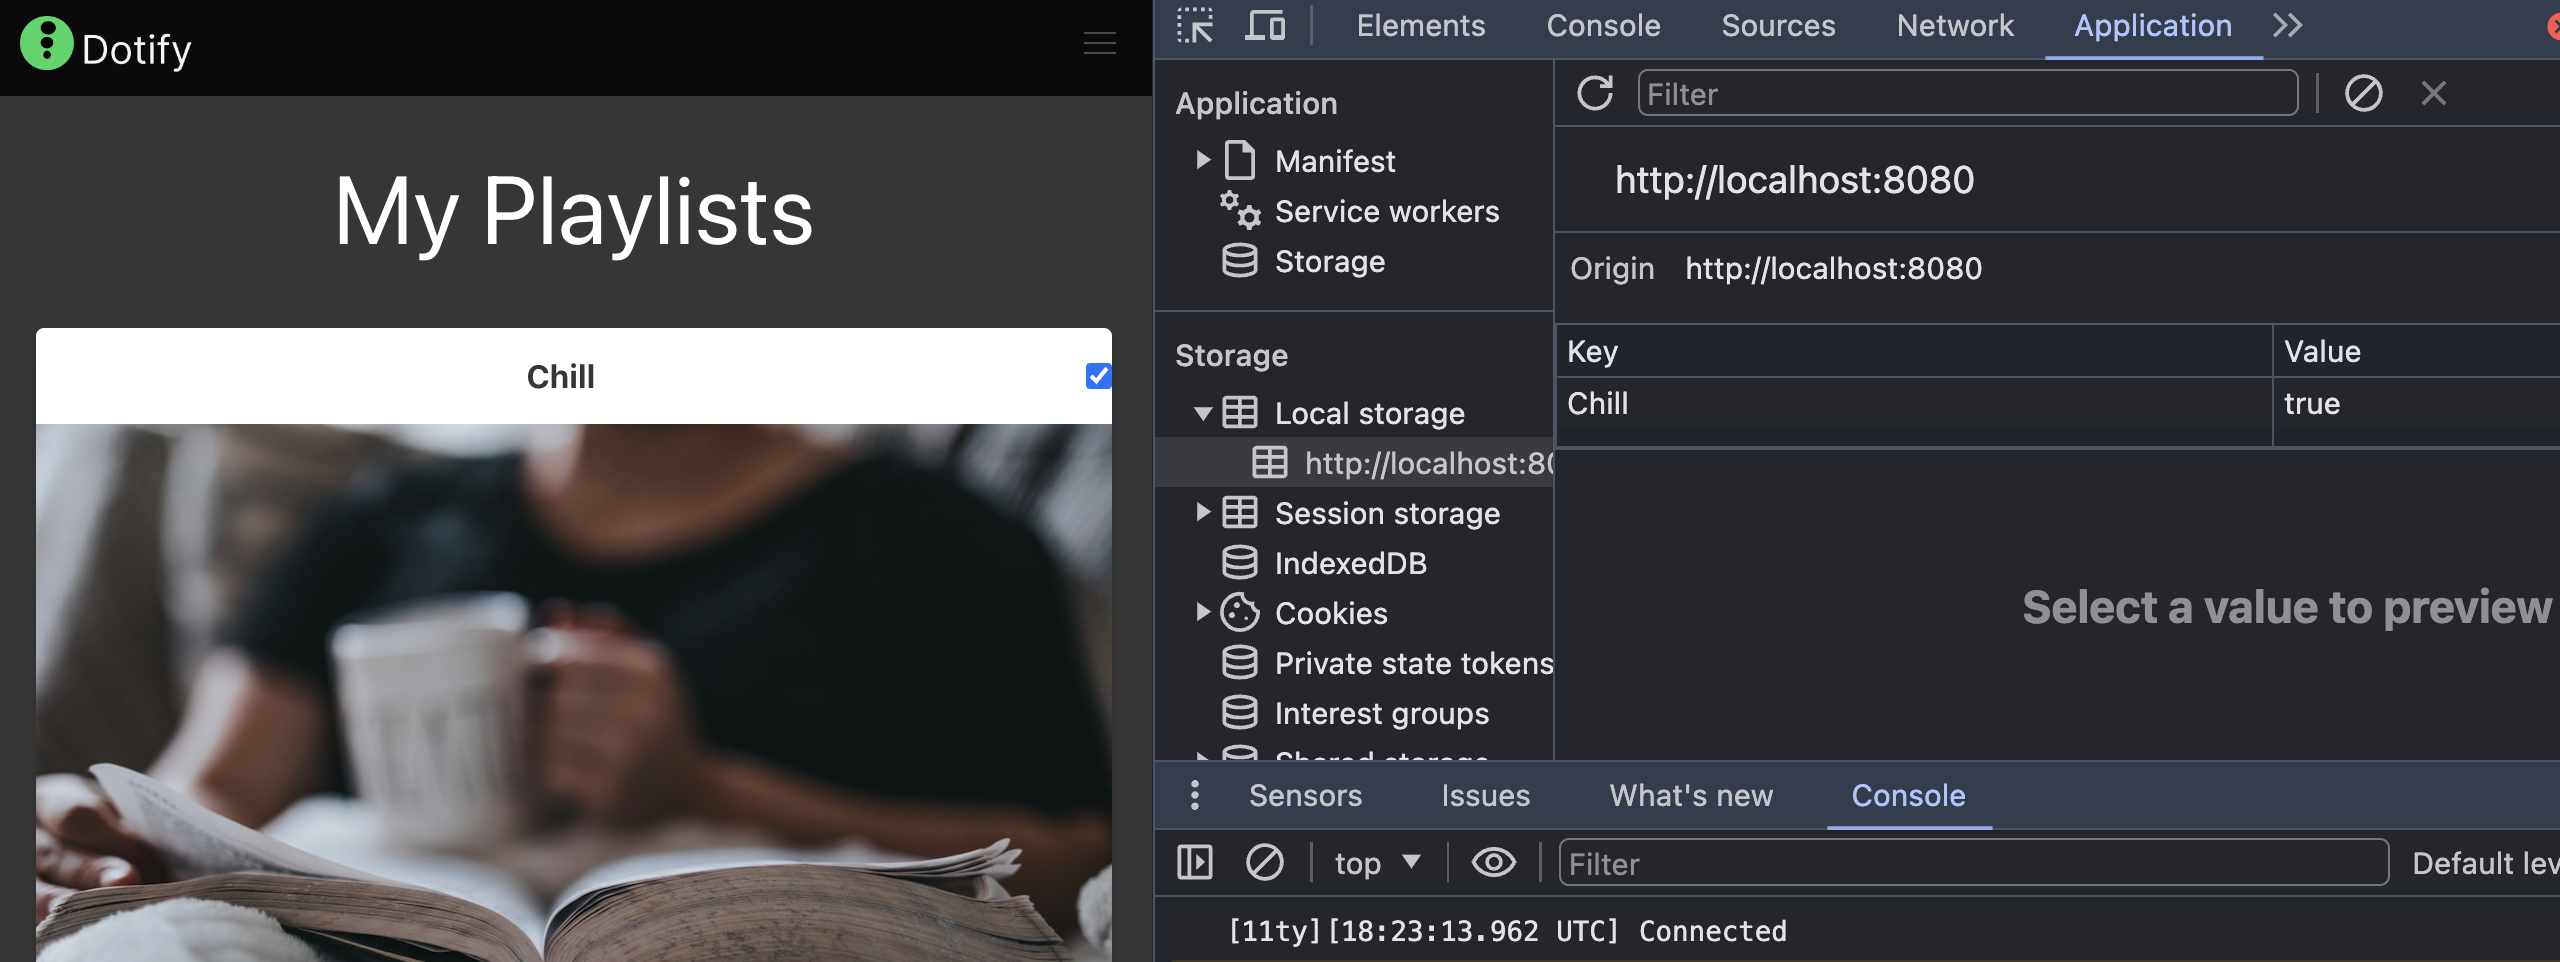 Dotify
My Playlists
Chill
Elements Console Sources Network Application
Application
Manifest
Service workers
Storage
Storage
Local storage
http://localhost:80
Session storage
IndexedDB
Cookies
Private state tokens
Interest groups
Shared storage
Filter
http://localhost:8080
Origin http://localhost:8080
Key Value
Chill true
Select a value to preview
Sensors Issues What's new Console
top Filter Default lev
[11ty][18:23:13.962 UTC] Connected